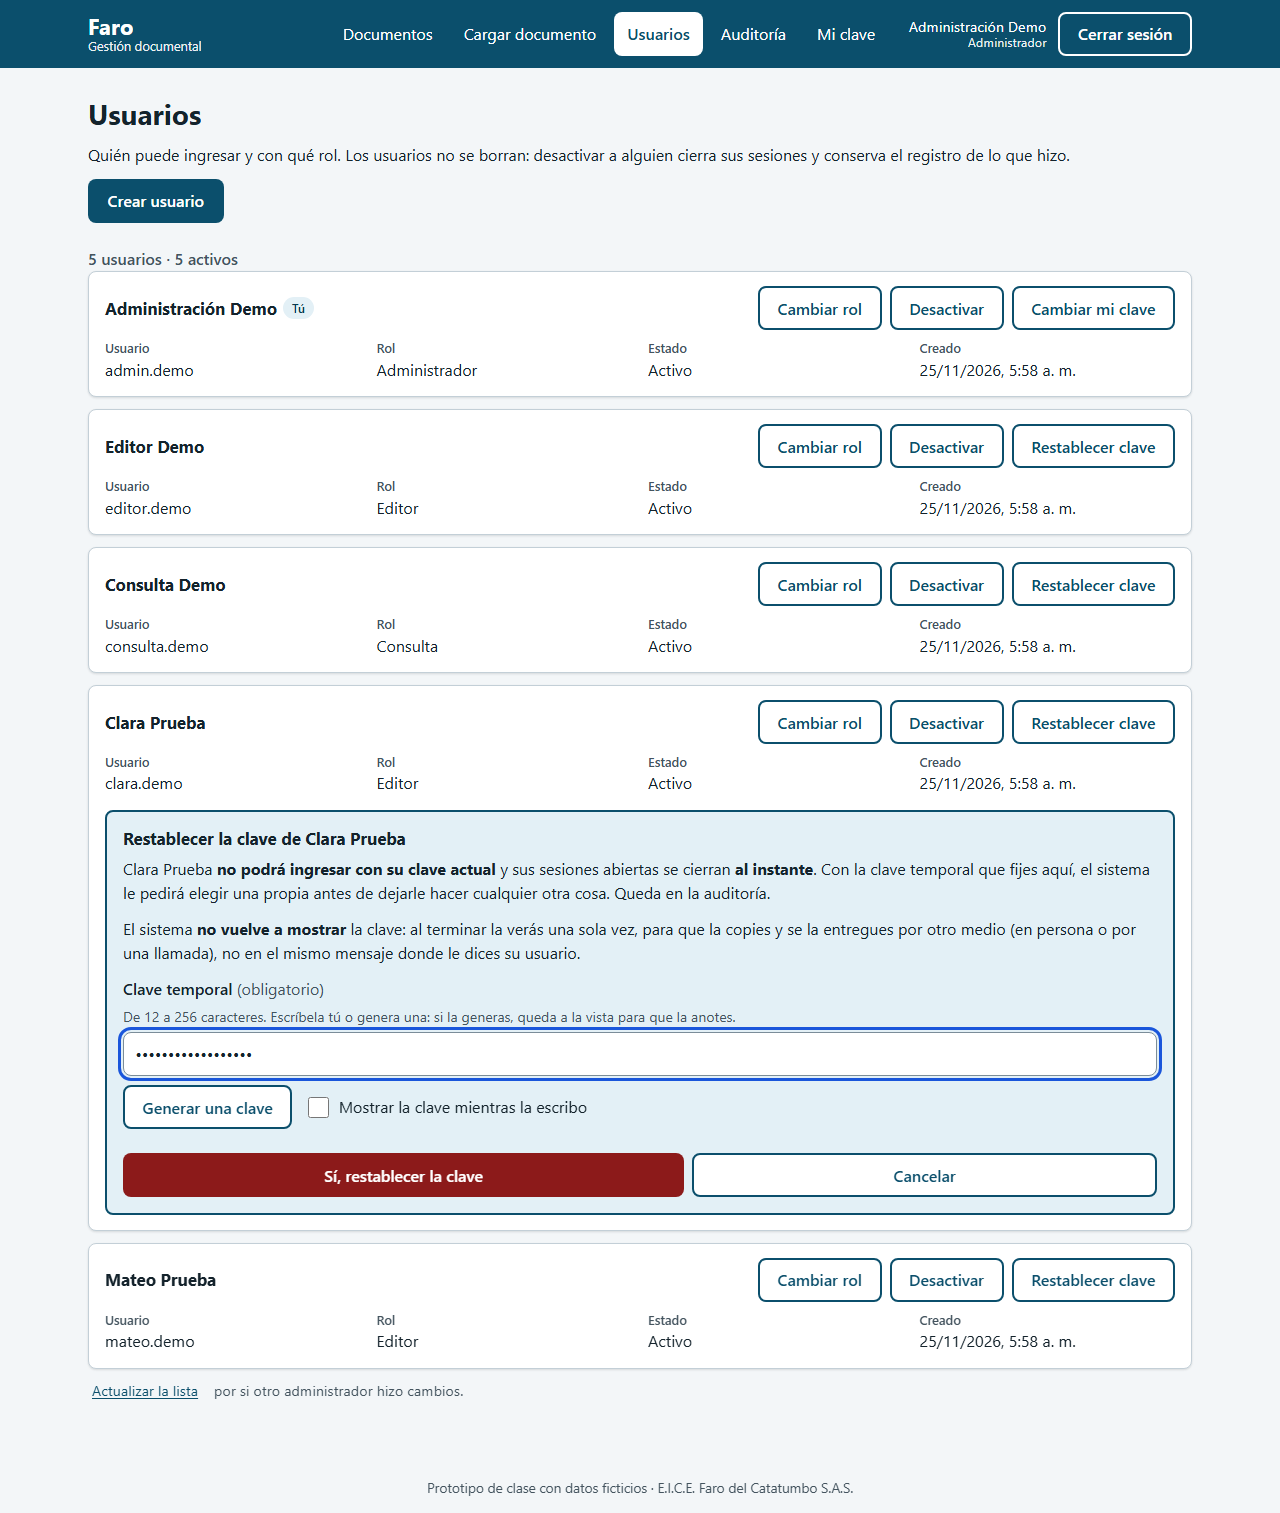 Faro
Gestión documental
Documentos
Cargar documento
Usuarios
Auditoría
Mi clave
Administración Demo
Administrador
Cerrar sesión
Usuarios
Quién puede ingresar y con qué rol. Los usuarios no se borran: desactivar a alguien cierra sus sesiones y conserva el registro de lo que hizo.
Crear usuario
5 usuarios · 5 activos
Administración Demo Tú
Cambiar rol
Desactivar
Cambiar mi clave
Usuario Rol Estado Creado
admin.demo Administrador Activo 25/11/2026, 5:58 a. m.
Editor Demo
Cambiar rol
Desactivar
Restablecer clave
Usuario Rol Estado Creado
editor.demo Editor Activo 25/11/2026, 5:58 a. m.
Consulta Demo
Cambiar rol
Desactivar
Restablecer clave
Usuario Rol Estado Creado
consulta.demo Consulta Activo 25/11/2026, 5:58 a. m.
Clara Prueba
Cambiar rol
Desactivar
Restablecer clave
Usuario Rol Estado Creado
clara.demo Editor Activo 25/11/2026, 5:58 a. m.
Restablecer la clave de Clara Prueba
Clara Prueba no podrá ingresar con su clave actual y sus sesiones abiertas se cierran al instante. Con la clave temporal que fijes aquí, el sistema
le pedirá elegir una propia antes de dejarle hacer cualquier otra cosa. Queda en la auditoría.
El sistema no vuelve a mostrar la clave: al terminar la verás una sola vez, para que la copies y se la entregues por otro medio (en persona o por
una llamada), no en el mismo mensaje donde le dices su usuario.
Clave temporal (obligatorio)
De 12 a 256 caracteres. Escríbela tú o genera una: si la generas, queda a la vista para que la anotes.
••••••••••••••••••
Generar una clave
Mostrar la clave mientras la escribo
Sí, restablecer la clave
Cancelar
Mateo Prueba
Cambiar rol
Desactivar
Restablecer clave
Usuario Rol Estado Creado
mateo.demo Editor Activo 25/11/2026, 5:58 a. m.
Actualizar la lista por si otro administrador hizo cambios.
Prototipo de clase con datos ficticios · E.I.C.E. Faro del Catatumbo S.A.S.